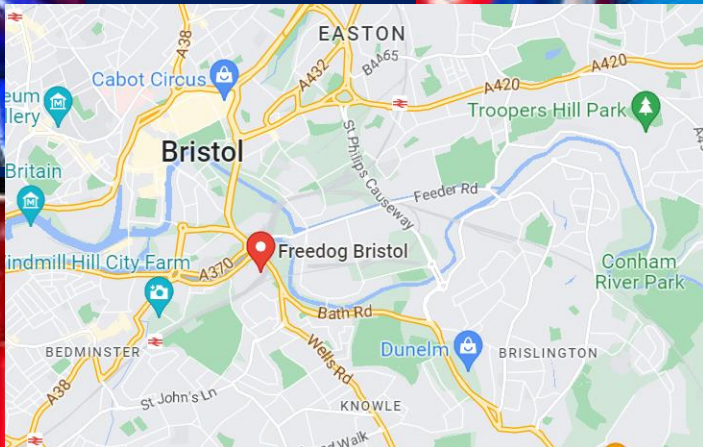 EASTON
A38
A432
B4465
A420
A420
Cabot Circus
eum
llery
Troopers Hill Park
Bristol
St Philips Causeway
Britain
Feeder Rd
indmill Hill City Farm
A370
Freedog Bristol
Conham
River Park
Bath Rd
BEDMINSTER
Wells Rd
Dunelm
BRISLINGTON
A38
St John's Ln
KNOWLE
Walk